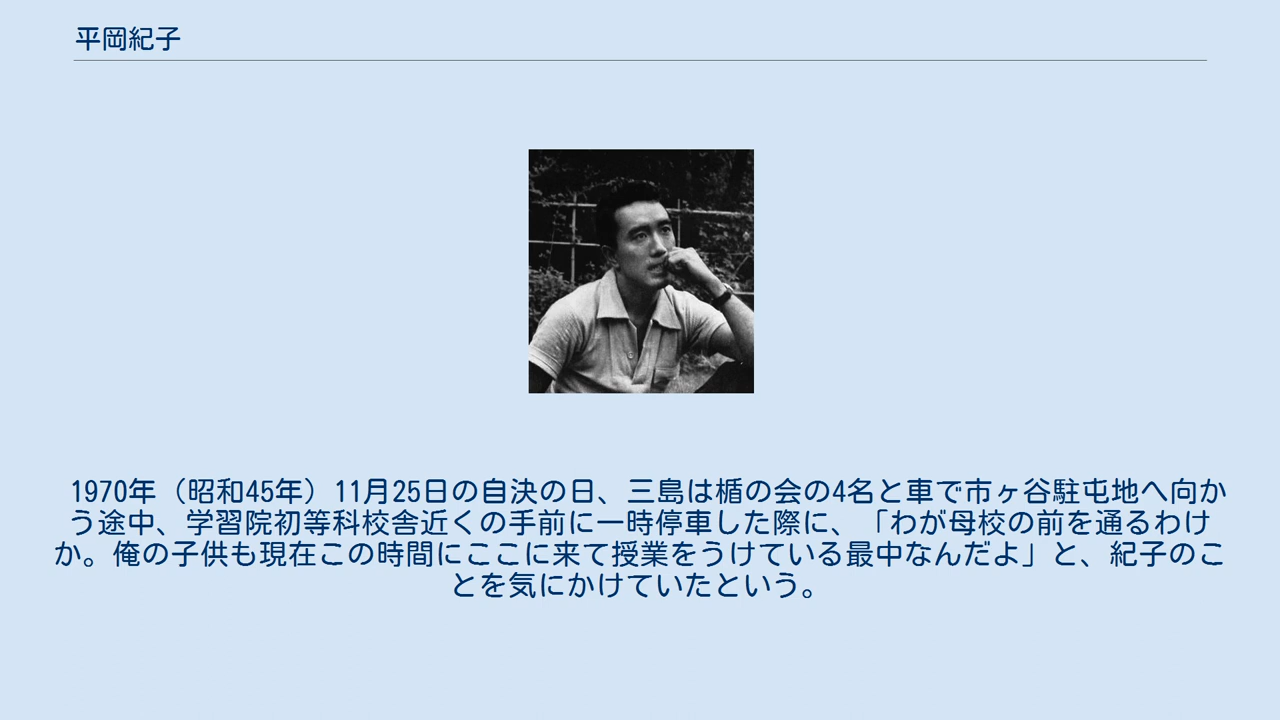 平岡紀子
1970年（昭和45年）11月25日の自決の日、三島は楯の会の4名と車で市ヶ谷駐屯地へ向か
う途中、学習院初等科校舎近くの手前に一時停車した際に、「わが母校の前を通るわけ
か。俺の子供も現在この時間にここに来て授業をうけている最中なんだよ」と、紀子のこ
とを気にかけていたという。